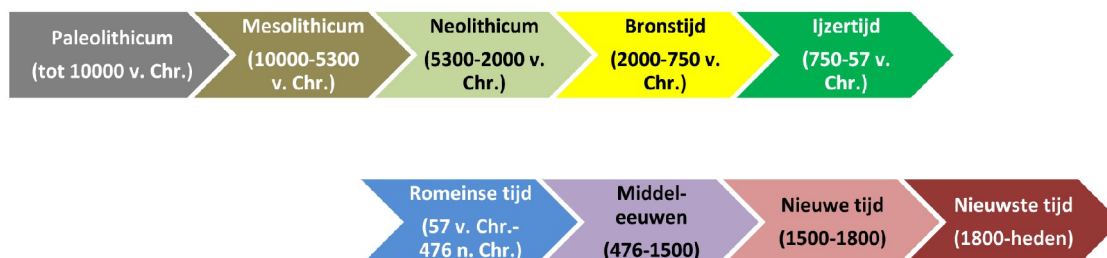 Paleolithicum
(tot 10000 v. Chr.)
Mesolithicum
(10000-5300
v. Chr.)
Neolithicum
(5300-2000 v.
Chr.)
Bronstijd
(2000-750 v.
Chr.)
Ijzertijd
(750-57 v.
Chr.)
Romeinse tijd
(57 v. Chr.-
476 n. Chr.)
Middel-
eeuwen
(476-1500)
Nieuwe tijd
(1500-1800)
Nieuwste tijd
(1800-heden)